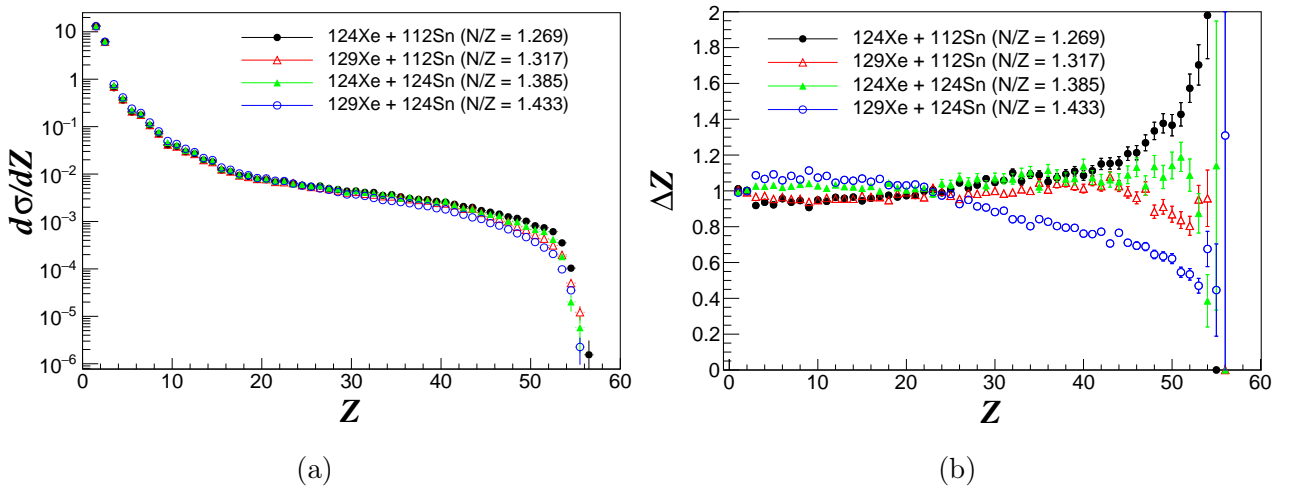 124Xe + 112Sn (N/Z = 1.269)
129Xe + 112Sn (N/Z = 1.317)
124Xe + 124Sn (N/Z = 1.385)
129Xe + 124Sn (N/Z = 1.433)
dσ/dZ
10
1
10⁻¹
10⁻²
10⁻³
10⁻⁴
10⁻⁵
10⁻⁶
0 10 20 30 40 50 60
Z
(a)
124Xe + 112Sn (N/Z = 1.269)
129Xe + 112Sn (N/Z = 1.317)
124Xe + 124Sn (N/Z = 1.385)
129Xe + 124Sn (N/Z = 1.433)
ΔZ
2
1.8
1.6
1.4
1.2
1
0.8
0.6
0.4
0.2
0
0 10 20 30 40 50 60
Z
(b)